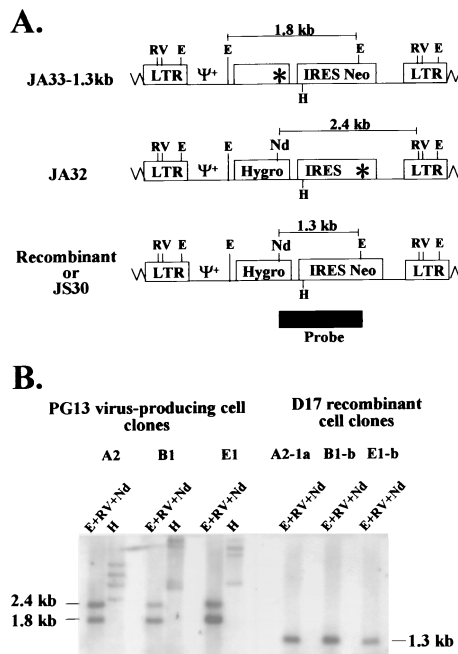 A.
1.8 kb
RV E E E RV E
JA33-1.3kb LTR Ψ+ * IRES Neo LTR
H
2.4 kb
RV E E Nd RV E
JA32 LTR Ψ+ Hygro IRES * LTR
H
1.3 kb
RV E E Nd E RV E
Recombinant
or
JS30
LTR Ψ+ Hygro IRES Neo LTR
H
Probe
B.
PG13 virus-producing cell
clones
D17 recombinant
cell clones
A2 B1 E1 A2-1a B1-b E1-b
E+RV+Nd H E+RV+Nd H E+RV+Nd H E+RV+Nd E+RV+Nd E+RV+Nd
2.4 kb
1.8 kb
1.3 kb